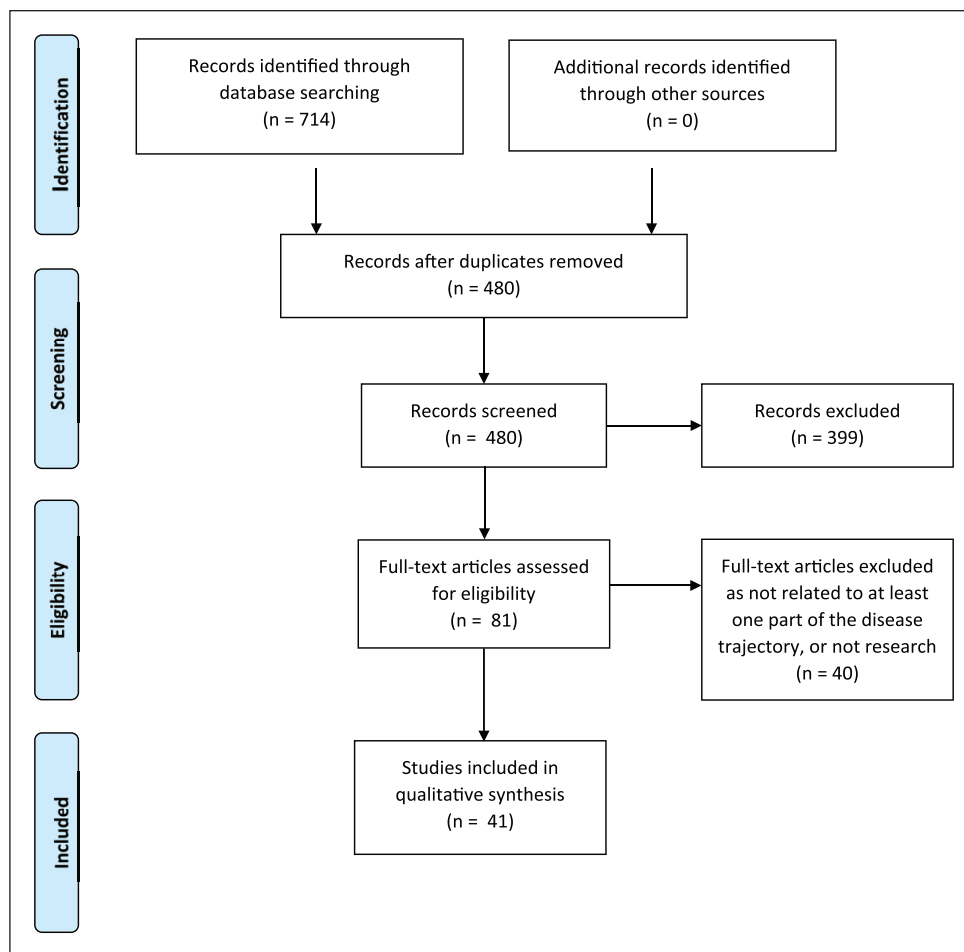 Identification
Records identified through
database searching
(n = 714)
Additional records identified
through other sources
(n = 0)
Records after duplicates removed
(n = 480)
Screening
Records screened
(n = 480)
Records excluded
(n = 399)
Eligibility
Full-text articles assessed
for eligibility
(n = 81)
Full-text articles excluded
as not related to at least
one part of the disease
trajectory, or not research
(n = 40)
Included
Studies included in
qualitative synthesis
(n = 41)